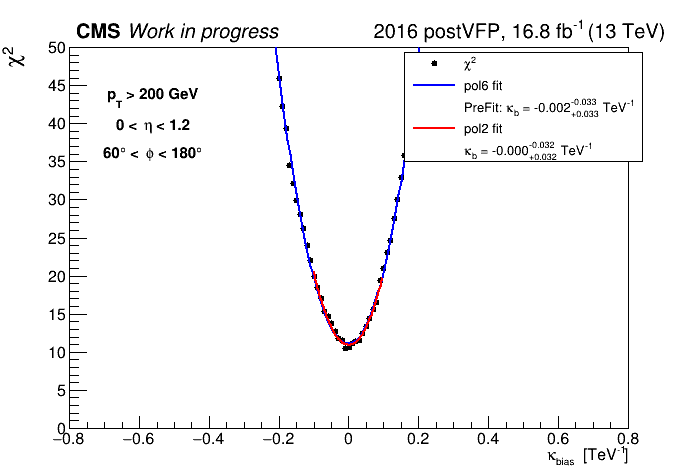 CMS Work in progress 2016 postVFP, 16.8 fb⁻¹ (13 TeV)
χ²
50
45
40
35
30
25
20
15
10
5
0
p_T > 200 GeV
0 < η < 1.2
60° < φ < 180°
χ²
pol6 fit
PreFit: κ_b = -0.002 -0.033 +0.033 TeV⁻¹
pol2 fit
κ_b = -0.000 -0.032 +0.032 TeV⁻¹
−0.8 −0.6 −0.4 −0.2 0 0.2 0.4 0.6 0.8
κ_bias [TeV⁻¹]